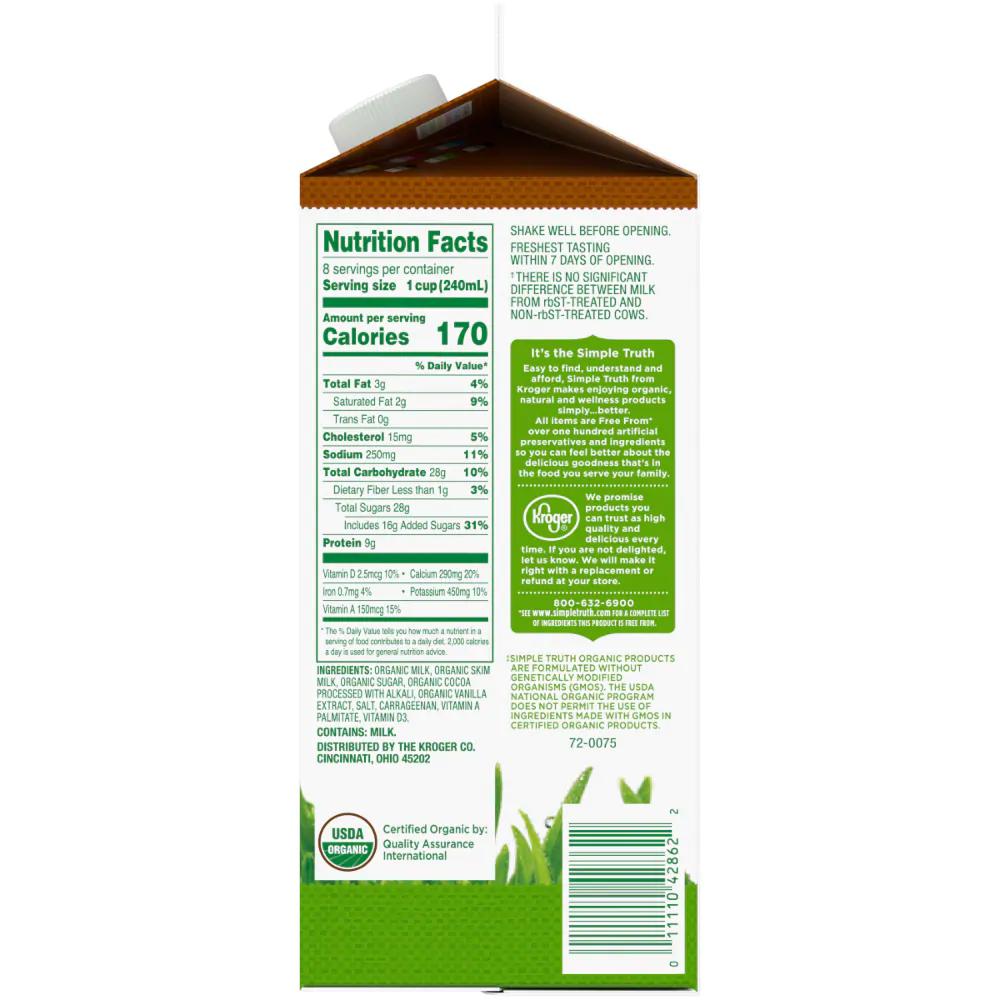 Nutrition Facts
8 servings per container
Serving size 1 cup (240mL)
Amount per serving
Calories 170
% Daily Value*
Total Fat 3g 4%
Saturated Fat 2g 9%
Trans Fat 0g
Cholesterol 15mg 5%
Sodium 250mg 11%
Total Carbohydrate 28g 10%
Dietary Fiber Less than 1g 3%
Total Sugars 28g
Includes 16g Added Sugars 31%
Protein 9g
Vitamin D 2.5mcg 10% • Calcium 290mg 20%
Iron 0.7mg 4% • Potassium 450mg 10%
Vitamin A 150mcg 15%
* The % Daily Value tells you how much a nutrient in a
serving of food contributes to a daily diet. 2,000 calories
a day is used for general nutrition advice.
INGREDIENTS: ORGANIC MILK, ORGANIC SKIM
MILK, ORGANIC SUGAR, ORGANIC COCOA
PROCESSED WITH ALKALI, ORGANIC VANILLA
EXTRACT, SALT, CARRAGEENAN, VITAMIN A
PALMITATE, VITAMIN D3.
CONTAINS: MILK.
DISTRIBUTED BY THE KROGER CO.
CINCINNATI, OHIO 45202
USDA
ORGANIC
Certified Organic by:
Quality Assurance
International
SHAKE WELL BEFORE OPENING.
FRESHEST TASTING
WITHIN 7 DAYS OF OPENING.
†THERE IS NO SIGNIFICANT
DIFFERENCE BETWEEN MILK
FROM rbST-TREATED AND
NON-rbST-TREATED COWS.
It's the Simple Truth
Easy to find, understand and
afford, Simple Truth from
Kroger makes enjoying organic,
natural and wellness products
simply...better.
All items are Free From*
over one hundred artificial
preservatives and ingredients
so you can feel better about the
delicious goodness that's in
the food you serve your family.
Kroger®
We promise
products you
can trust as high
quality and
delicious every
time. If you are not delighted,
let us know. We will make it
right with a replacement or
refund at your store.
800-632-6900
*SEE www.simpletruth.com FOR A COMPLETE LIST
OF INGREDIENTS THIS PRODUCT IS FREE FROM.
‡SIMPLE TRUTH ORGANIC PRODUCTS
ARE FORMULATED WITHOUT
GENETICALLY MODIFIED
ORGANISMS (GMOS). THE USDA
NATIONAL ORGANIC PROGRAM
DOES NOT PERMIT THE USE OF
INGREDIENTS MADE WITH GMOS IN
CERTIFIED ORGANIC PRODUCTS.
72-0075
0 11110 42862 2